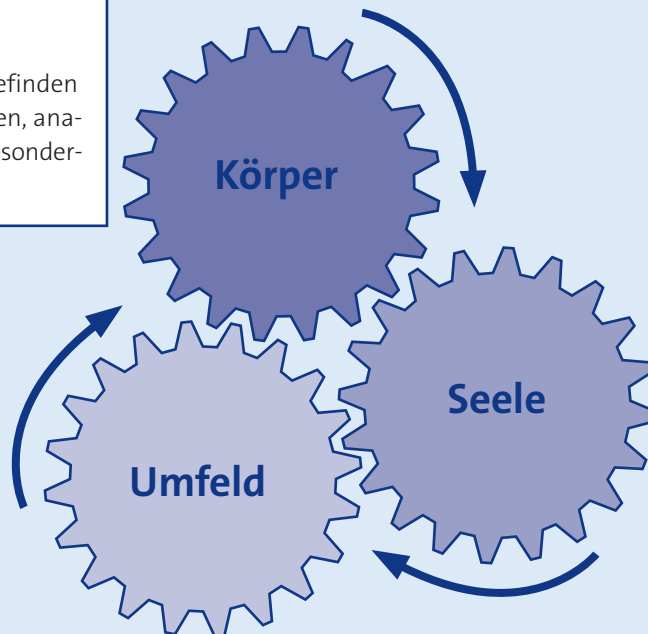 efinden
en, ana-
sonder-
Körper
Seele
Umfeld